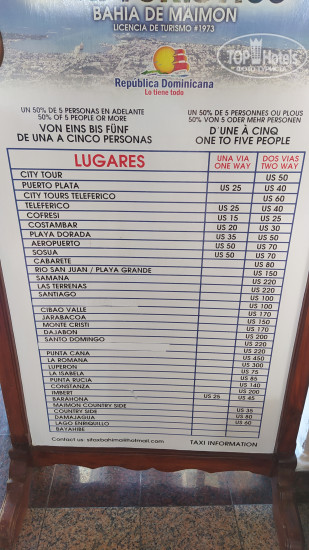 BAHIA DE MAIMON
LICENCIA DE TURISMO #1973
TOP Hotels
Republica Dominicana
Lo tiene todo
UN 50% DE 5 PERSONAS EN ADELANTE
50% OF 5 PEOPLE OR MORE
VON EINS BIS FÜNF
DE UNA A CINCO PERSONAS
UN 50% DE 5 PERSONNES OU PLOUS
50% VON 5 ODER MEHR PERSONEN
D´UNE À CINQ
ONE TO FIVE PEOPLE
LUGARES UNA VIA ONE WAY DOS VIAS TWO WAY
CITY TOUR US 50
PUERTO PLATA US 25 US 40
CITY TOURS TELEFERICO US 60
TELEFERICO US 25 US 40
COFRESI US 15 US 25
COSTAMBAR US 20 US 30
PLAYA DORADA US 35 US 50
AEROPUERTO US 50 US 70
SOSUA US 50 US 70
CABARETE US 80
RIO SAN JUAN / PLAYA GRANDE US 150
SAMANA US 220
LAS TERRENAS US 220
SANTIAGO US 100
US 100
CIBAO VALLE US 170
JARABACOA US 150
MONTE CRISTI US 170
DAJABON US 200
SANTO DOMINGO US 220
US 220
PUNTA CANA US 450
LA ROMANA US 300
LUPERON US 75
LA ISABELA US 85
PUNTA RUCIA US 140
CONSTANZA US 200
IMBERT US 25 US 45
BARAHONA
MAIMON COUNTRY SIDE US 35
COUNTRY SIDE US 80
DAMAJAGUA US 60
LAGO ENRIQUILLO
BAYAHIBE
Contact us: sitaxbahimai@hotmail.com TAXI INFORMATION